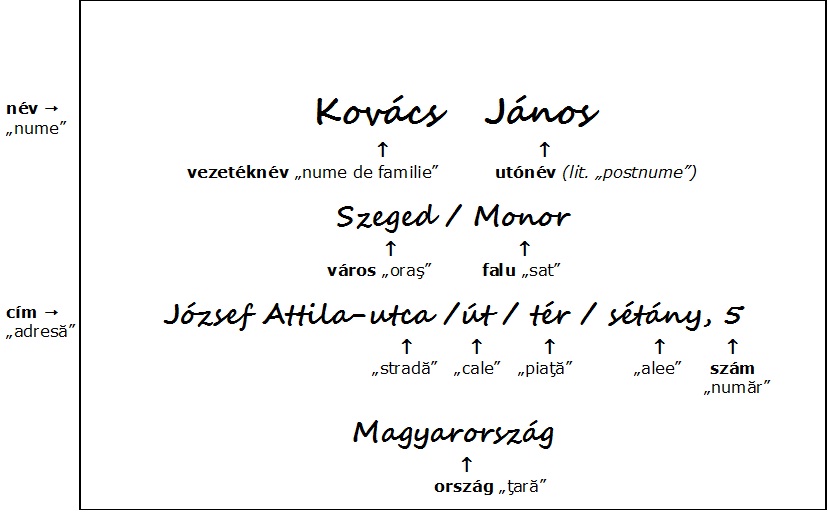 név →
„nume”
Kovács János
↑ ↑
vezetéknév „nume de familie” utónév (lit. „postnume”)
Szeged / Monor
↑ ↑
város „oraş” falu „sat”
cím →
„adresă”
József Attila-utca /út / tér / sétány, 5
↑ ↑ ↑ ↑ ↑
„stradă” „cale” „piaţă” „alee” szám
„număr”
Magyarország
↑
ország „ţară”